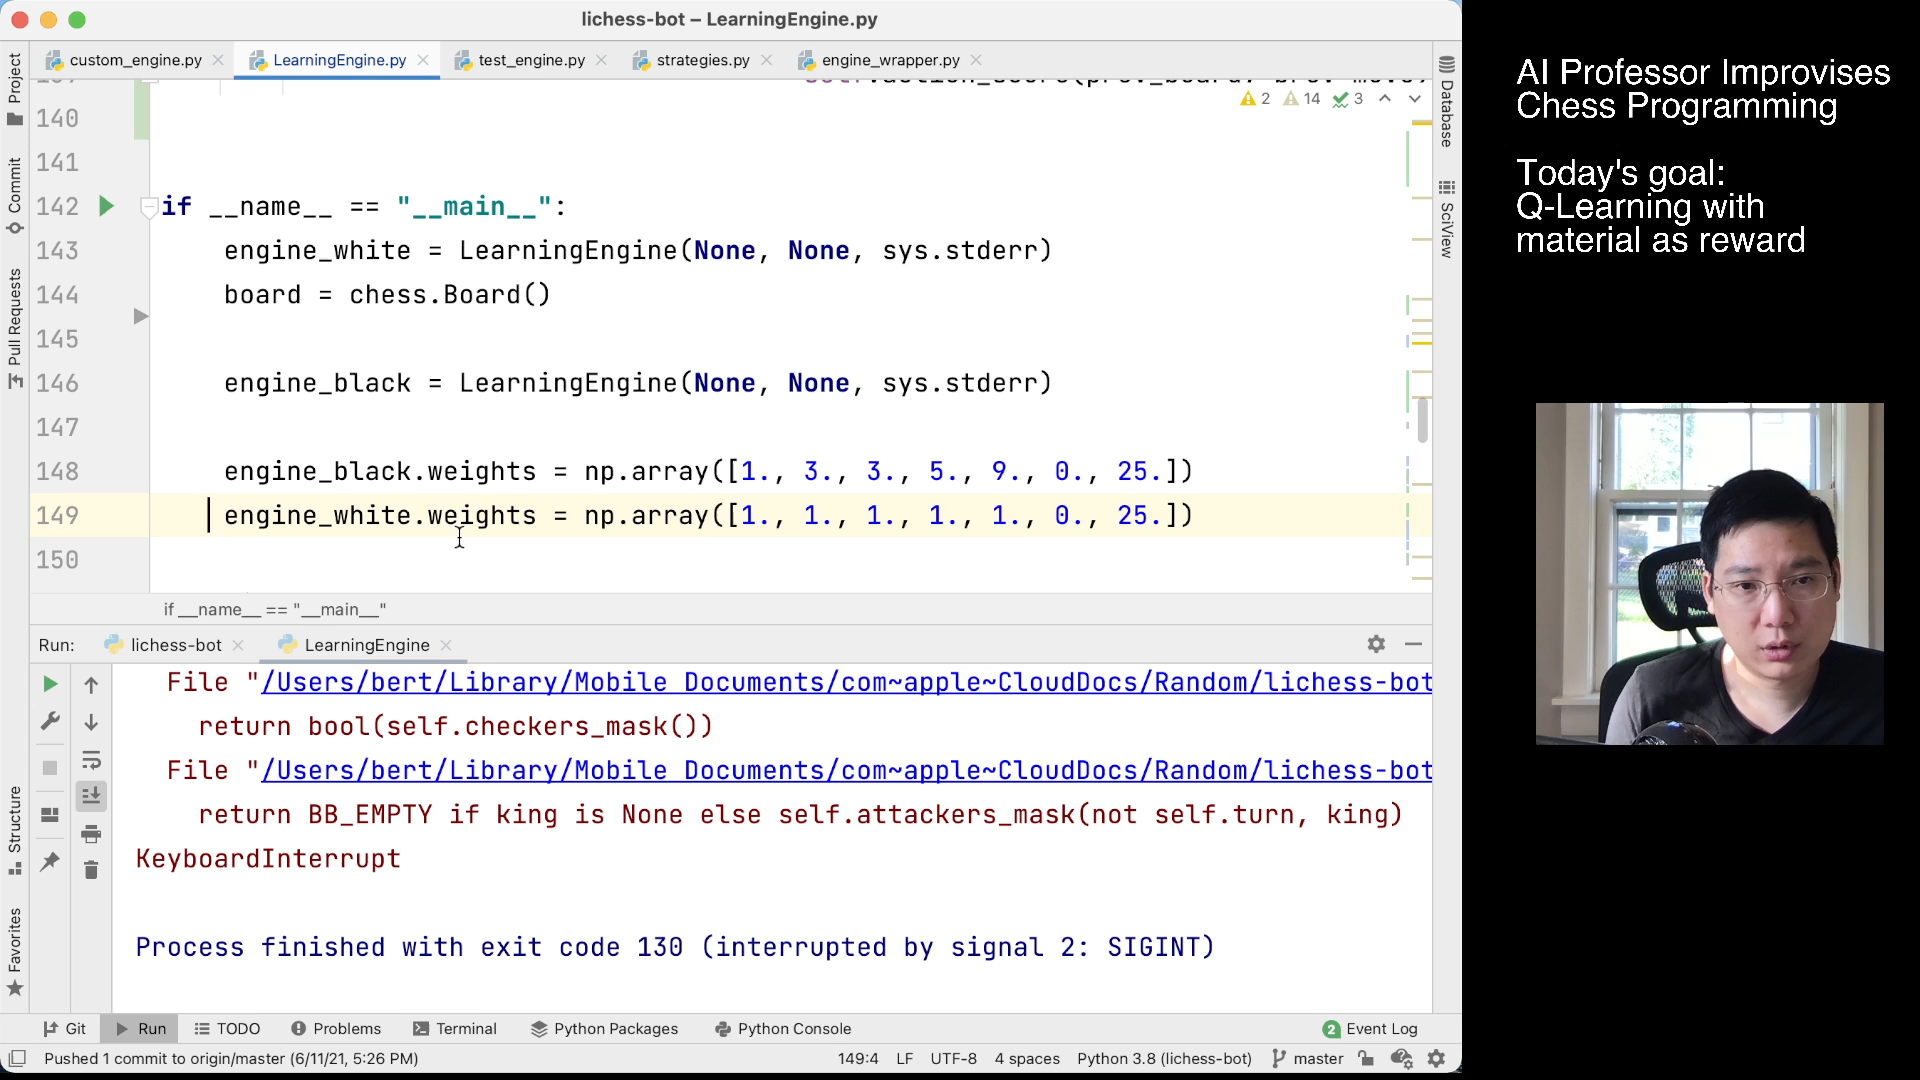 lichess-bot – LearningEngine.py
custom_engine.py
LearningEngine.py
test_engine.py
strategies.py
engine_wrapper.py
2
14
3
140
141
142 if __name__ == "__main__":
143 engine_white = LearningEngine(None, None, sys.stderr)
144 board = chess.Board()
145
146 engine_black = LearningEngine(None, None, sys.stderr)
147
148 engine_black.weights = np.array([1., 3., 3., 5., 9., 0., 25.])
149 engine_white.weights = np.array([1., 1., 1., 1., 1., 0., 25.])
150
if __name__ == "__main__"
Run:
lichess-bot
LearningEngine
File "/Users/bert/Library/Mobile Documents/com~apple~CloudDocs/Random/lichess-bot
return bool(self.checkers_mask())
File "/Users/bert/Library/Mobile Documents/com~apple~CloudDocs/Random/lichess-bot
return BB_EMPTY if king is None else self.attackers_mask(not self.turn, king)
KeyboardInterrupt
Process finished with exit code 130 (interrupted by signal 2: SIGINT)
Git
Run
TODO
Problems
Terminal
Python Packages
Python Console
2 Event Log
Pushed 1 commit to origin/master (6/11/21, 5:26 PM)
149:4
LF
UTF-8
4 spaces
Python 3.8 (lichess-bot)
master
Project
Commit
Pull Requests
Structure
Favorites
Database
SciView
AI Professor Improvises
Chess Programming
Today's goal:
Q-Learning with
material as reward